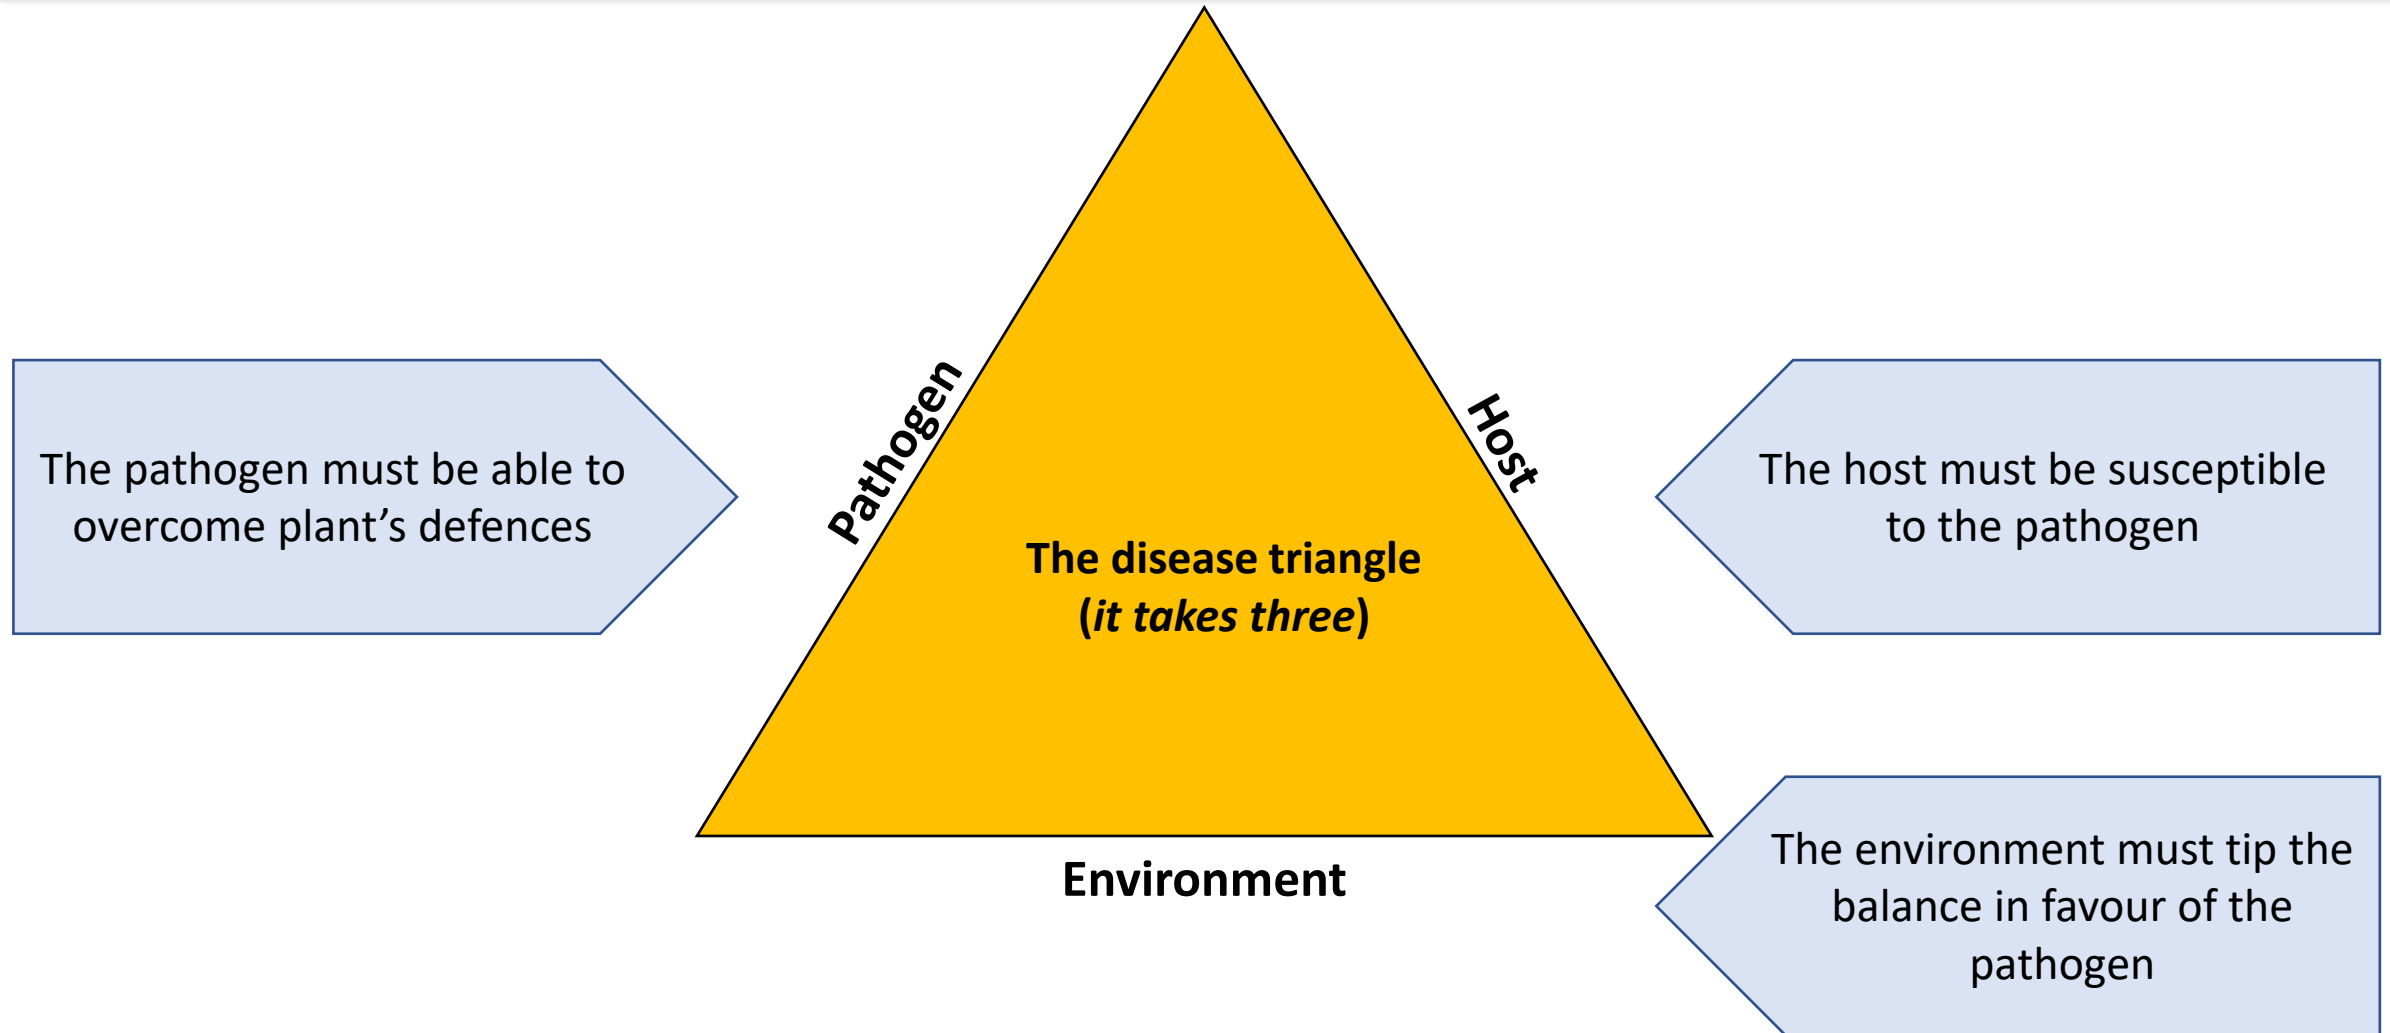 Pathogen
Host
The pathogen must be able to
overcome plant’s defences
The host must be susceptible
to the pathogen
The disease triangle
(it takes three)
Environment
The environment must tip the
balance in favour of the
pathogen